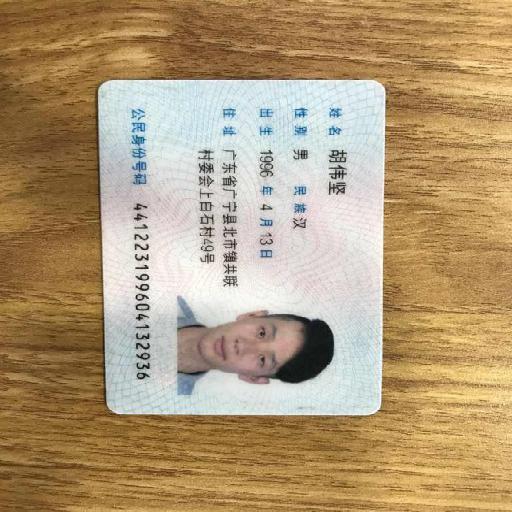 姓名 胡伟坚
性别 男 民族 汉
出生 1996 年 4 月 13 日
住址 广东省广宁县北市镇共联
村委会上白石村49号
公民身份号码 441223199604132936